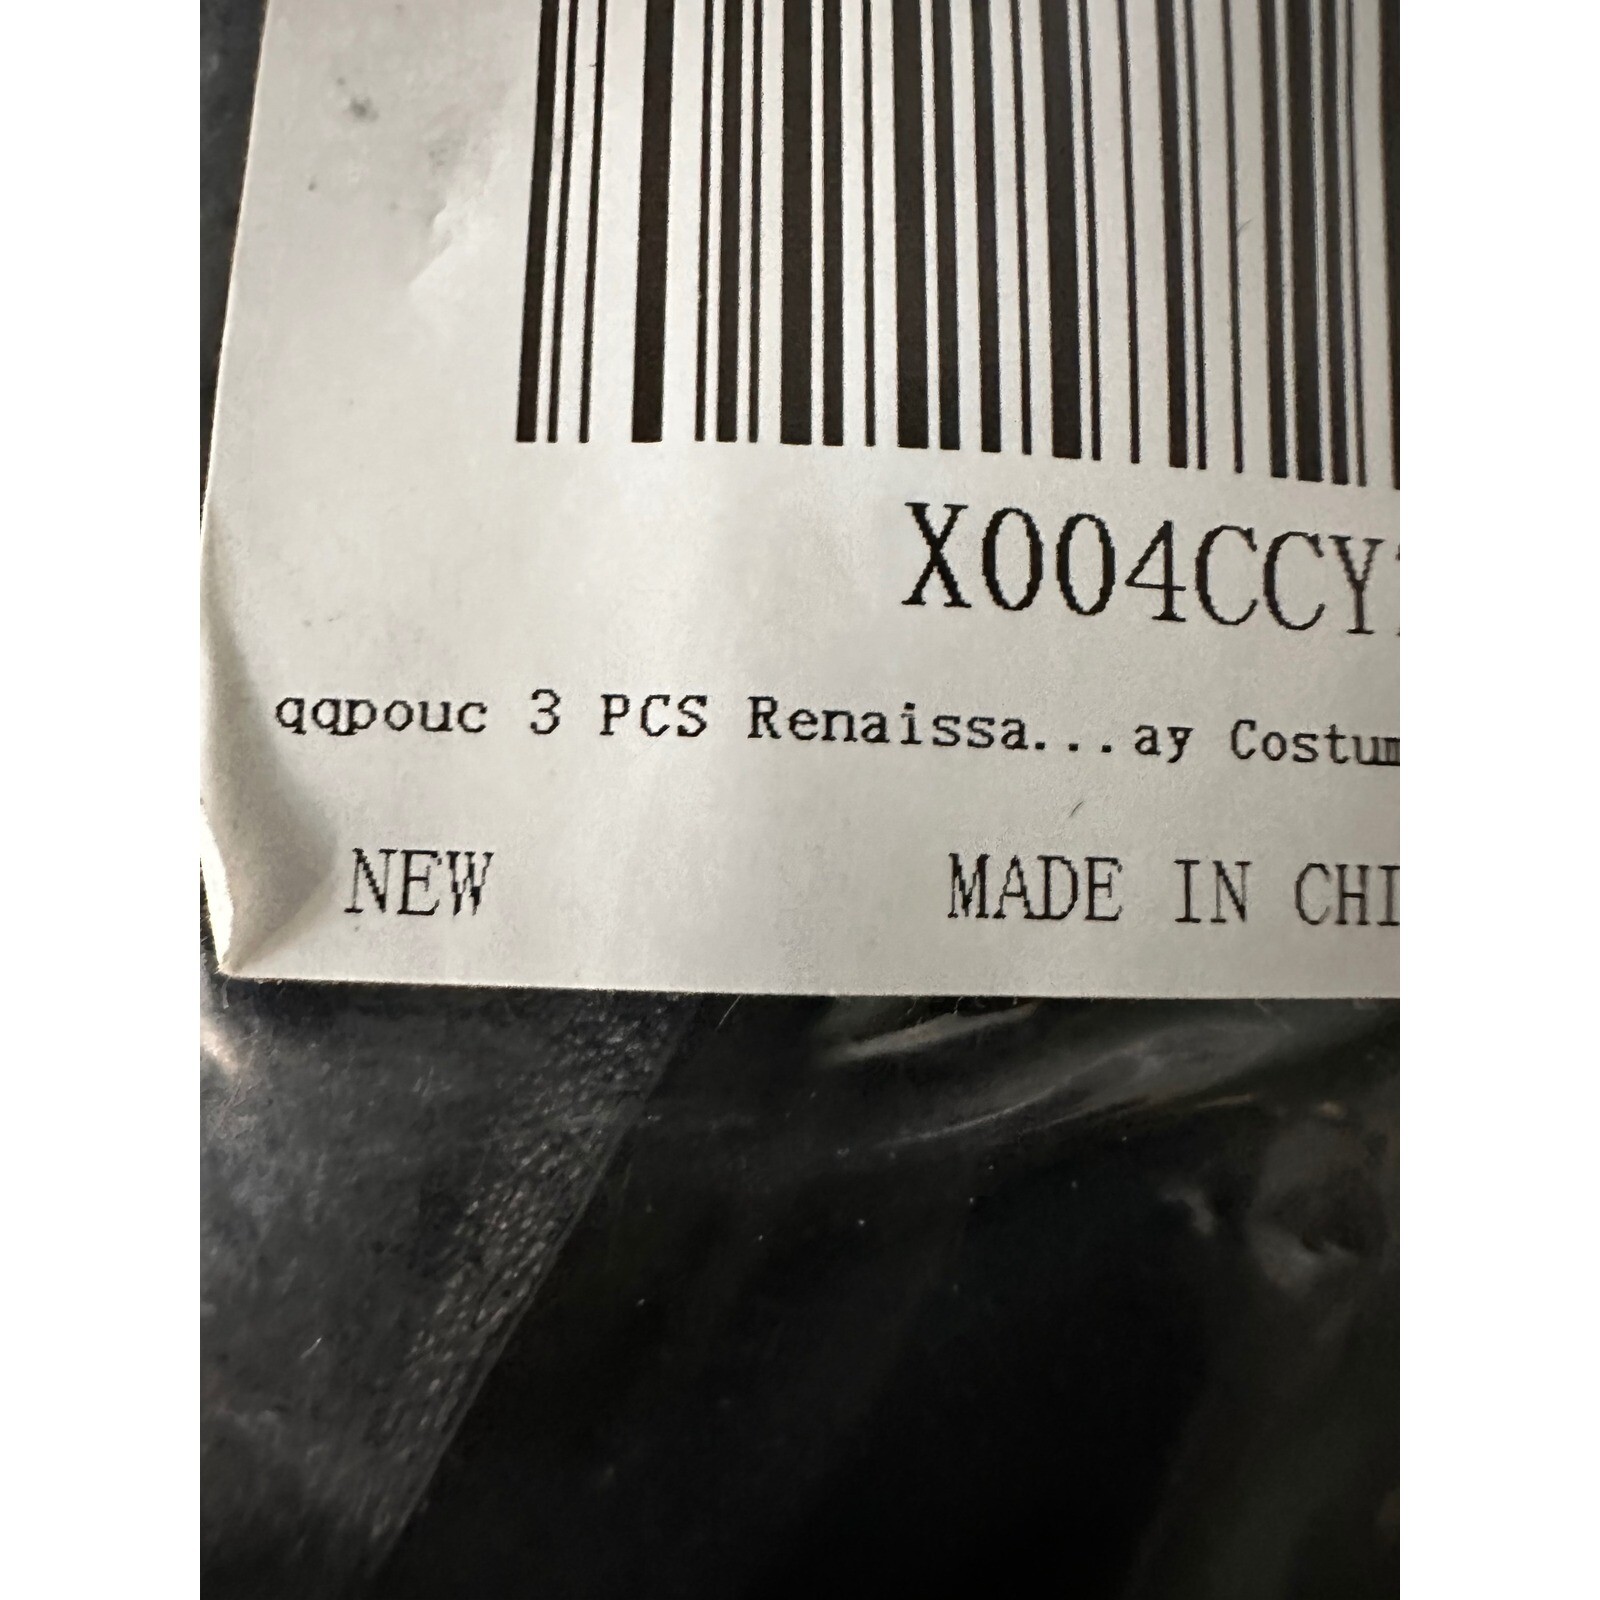 X004CCY
qqpouc 3 PCS Renaissa...ay Costum
NEW MADE IN CHI